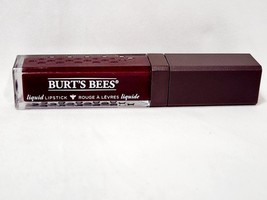 BURT'S BEES®
liquid LIPSTICK ROUGE À LÈVRES liquide